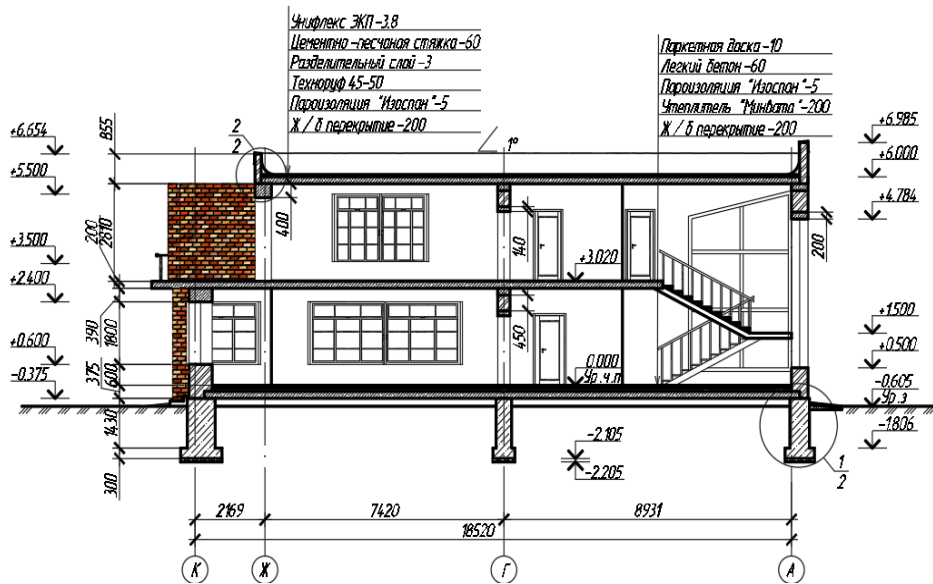 Унифлекс ЭКП-3.8
Цементно-песчаная стяжка-60
Разделительный слой-3
Техноруф 45-50
Пароизоляция "Изоспан"-5
Ж / б перекрытие-200
Паркетная доска-10
Легкий бетон-60
Пароизоляция "Изоспан"-5
Утеплитель "Минвата"-200
Ж / б перекрытие-200
+6.654
855
2
2
1°
+6.985
+5.500
+6.000
400
+4.784
200
2810
140
200
+3.500
+3.020
+2.400
390
1800
450
+1.500
+0.600
375
600
0.000
Ур.ч.п
+0.500
-0.375
-0.605
Ур.з
1430
300
-2.105
-2.205
-1.806
1
2
2169
7420
8931
18520
К
Ж
Г
А